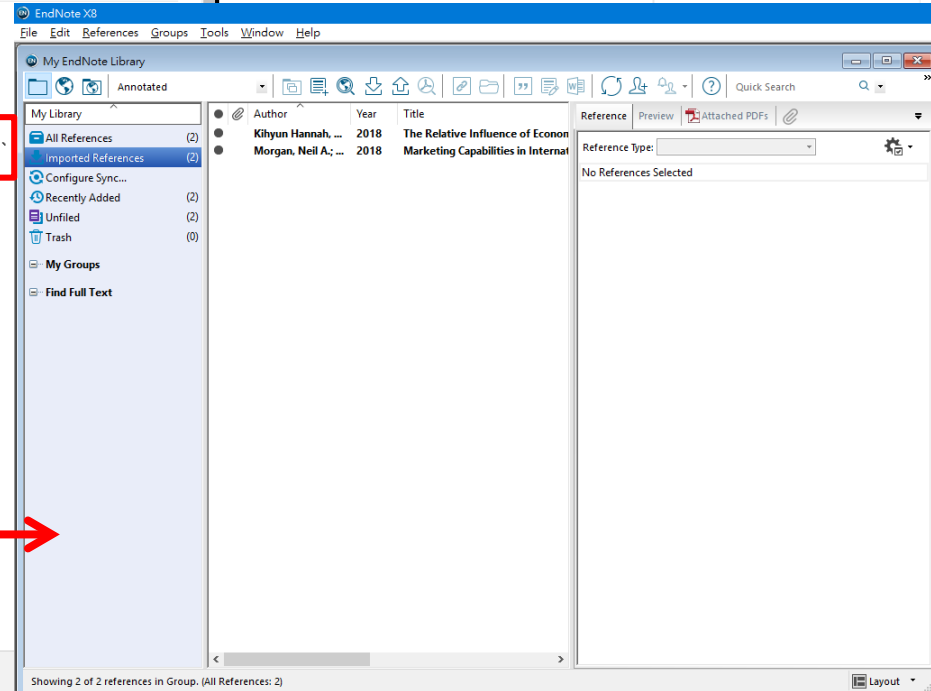 EndNote X8
File Edit References Groups Tools Window Help
My EndNote Library
Annotated
Quick Search
»
My Library
、
All References (2)
Imported References (2)
Configure Sync...
Recently Added (2)
Unfiled (2)
Trash (0)
My Groups
Find Full Text
Author Year Title
Kihyun Hannah, ... 2018 The Relative Influence of Econon
Morgan, Neil A.; ... 2018 Marketing Capabilities in Internat
Reference Preview Attached PDFs
Reference Type:
No References Selected
Showing 2 of 2 references in Group. (All References: 2)
Layout